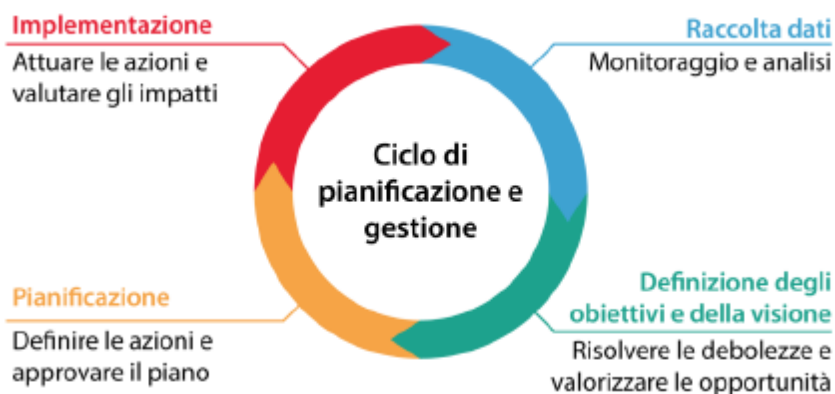 Implementazione
Attuare le azioni e
valutare gli impatti
Raccolta dati
Monitoraggio e analisi
Ciclo di
pianificazione e
gestione
Pianificazione
Definire le azioni e
approvare il piano
Definizione degli
obiettivi e della visione
Risolvere le debolezze e
valorizzare le opportunità